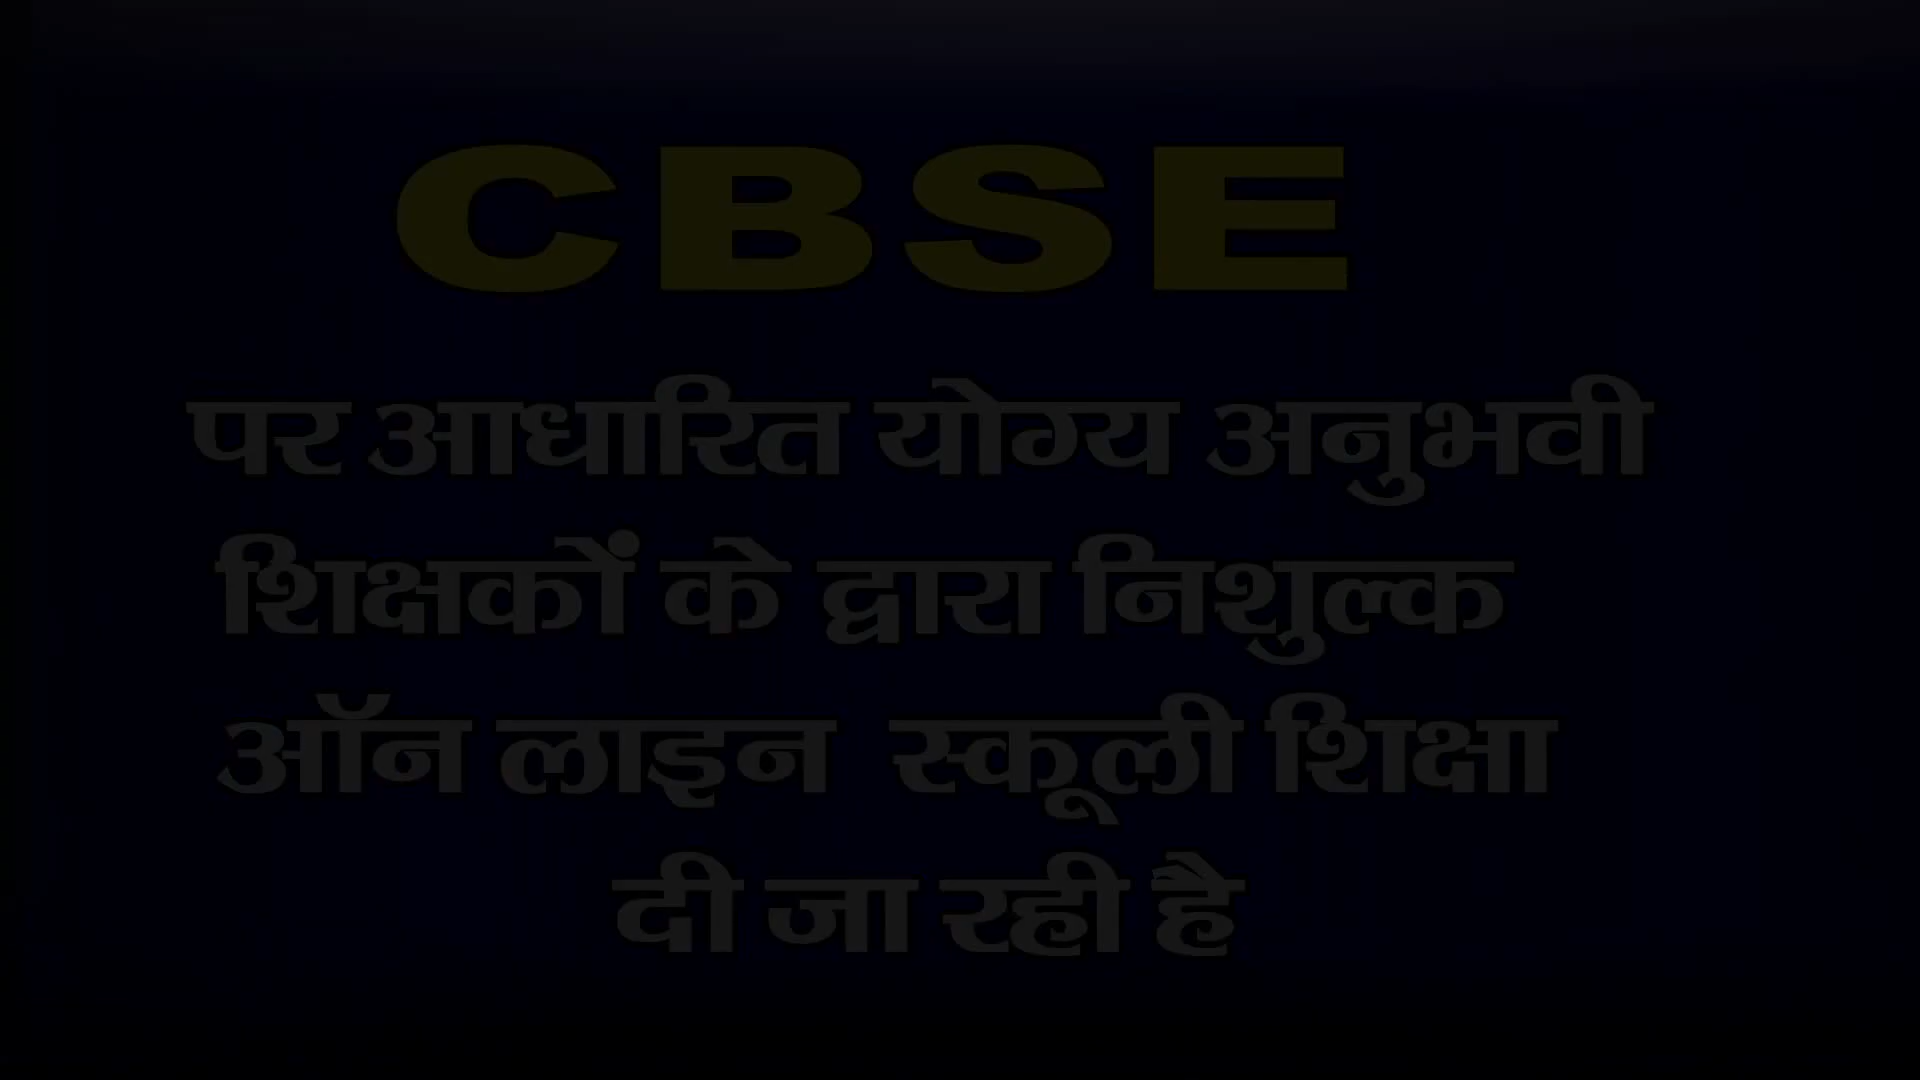 CBSE
पर आधारित योग्य अनुभवी
शिक्षकों के द्वारा निशुल्क
ऑन लाइन स्कूली शिक्षा
दी जा रही है